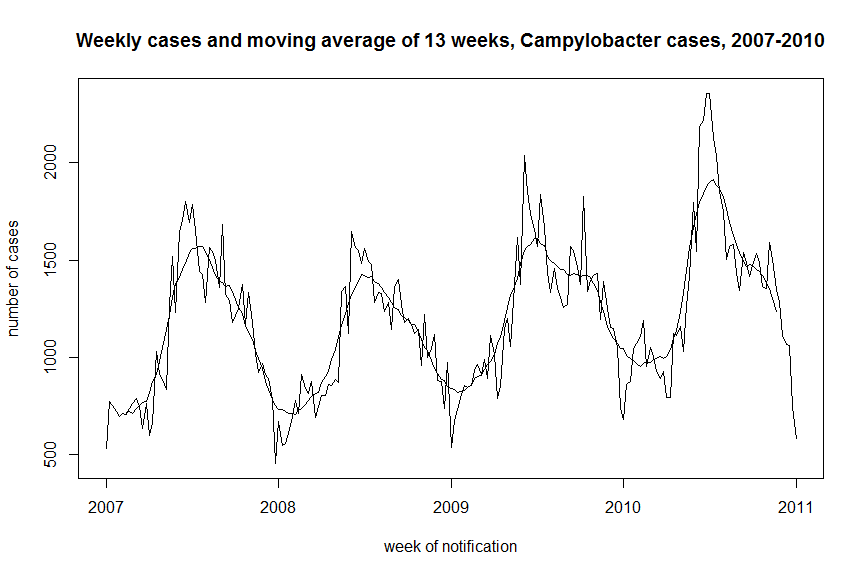 Weekly cases and moving average of 13 weeks, Campylobacter cases, 2007-2010
number of cases
2000
1500
1000
500
2007 2008 2009 2010 2011
week of notification